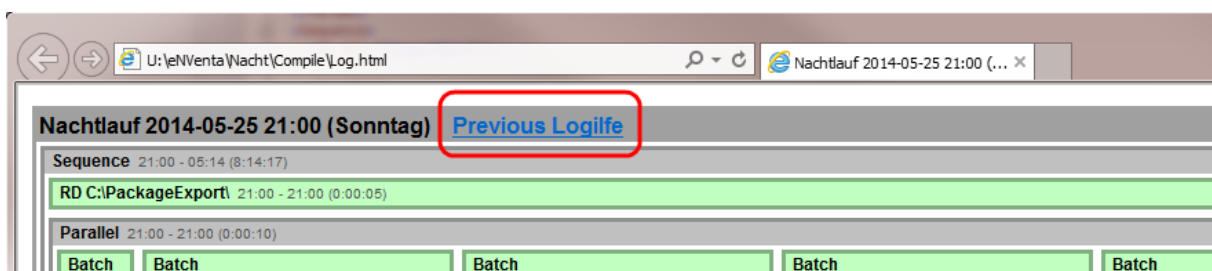 U:\eNVenta\Nacht\Compile\Log.html
Nachtlauf 2014-05-25 21:00 (...
Nachtlauf 2014-05-25 21:00 (Sonntag) Previous Logilfe
Sequence 21:00 - 05:14 (8:14:17)
RD C:\PackageExport\ 21:00 - 21:00 (0:00:05)
Parallel 21:00 - 21:00 (0:00:10)
Batch Batch Batch Batch Batch